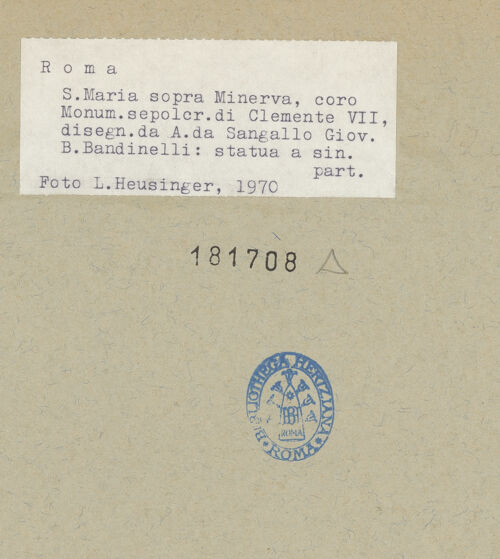 R o m a
S.Maria sopra Minerva, coro
Monum.sepolcr.di Clemente VII,
disegn.da A.da Sangallo Giov.
B.Bandinelli: statua a sin.
part.
Foto L.Heusinger, 1970
181708
BIBLIOTHECA HERTZIANA
ROMA
ROMA